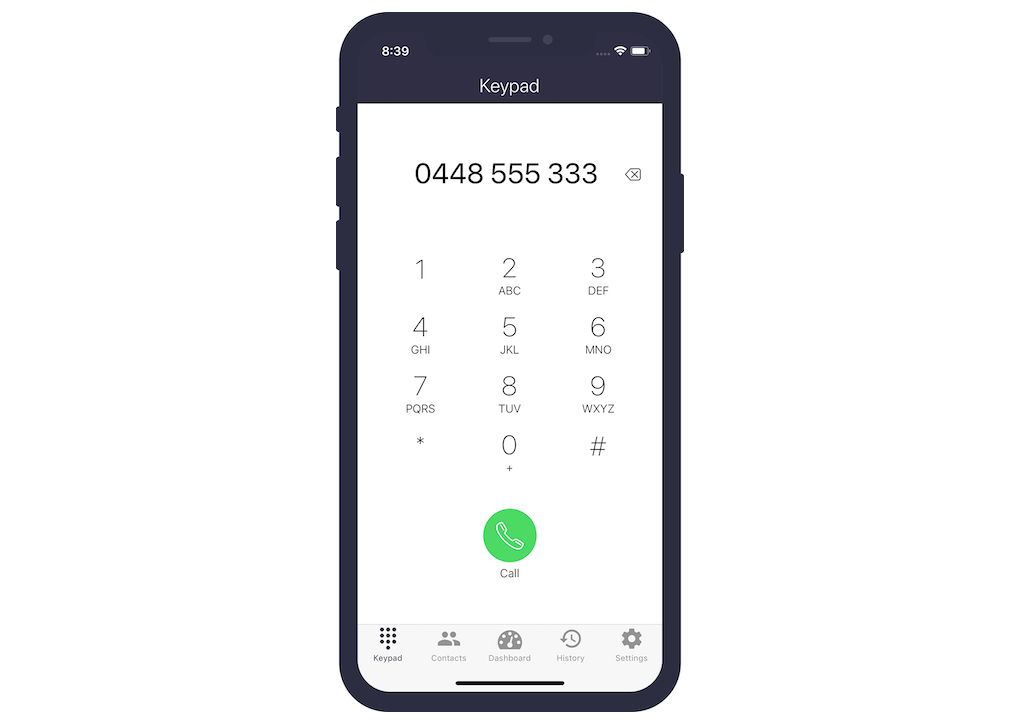 8:39
Keypad
0448 555 333
1 2 3
ABC DEF
4 5 6
GHI JKL MNO
7 8 9
PQRS TUV WXYZ
* 0 #
+
Call
Keypad Contacts Dashboard History Settings